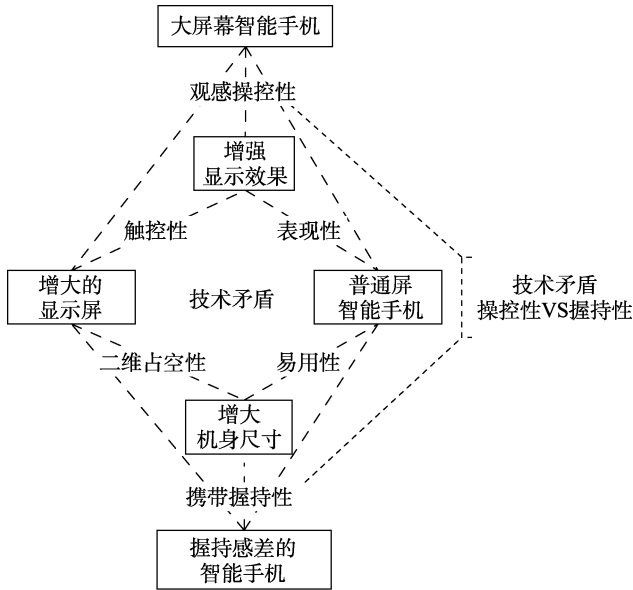 大屏幕智能手机
观感操控性
增强
显示效果
触控性
表现性
增大的
显示屏
技术矛盾
普通屏
智能手机
技术矛盾
操控性VS握持性
二维占空性
易用性
增大
机身尺寸
携带握持性
握持感差的
智能手机